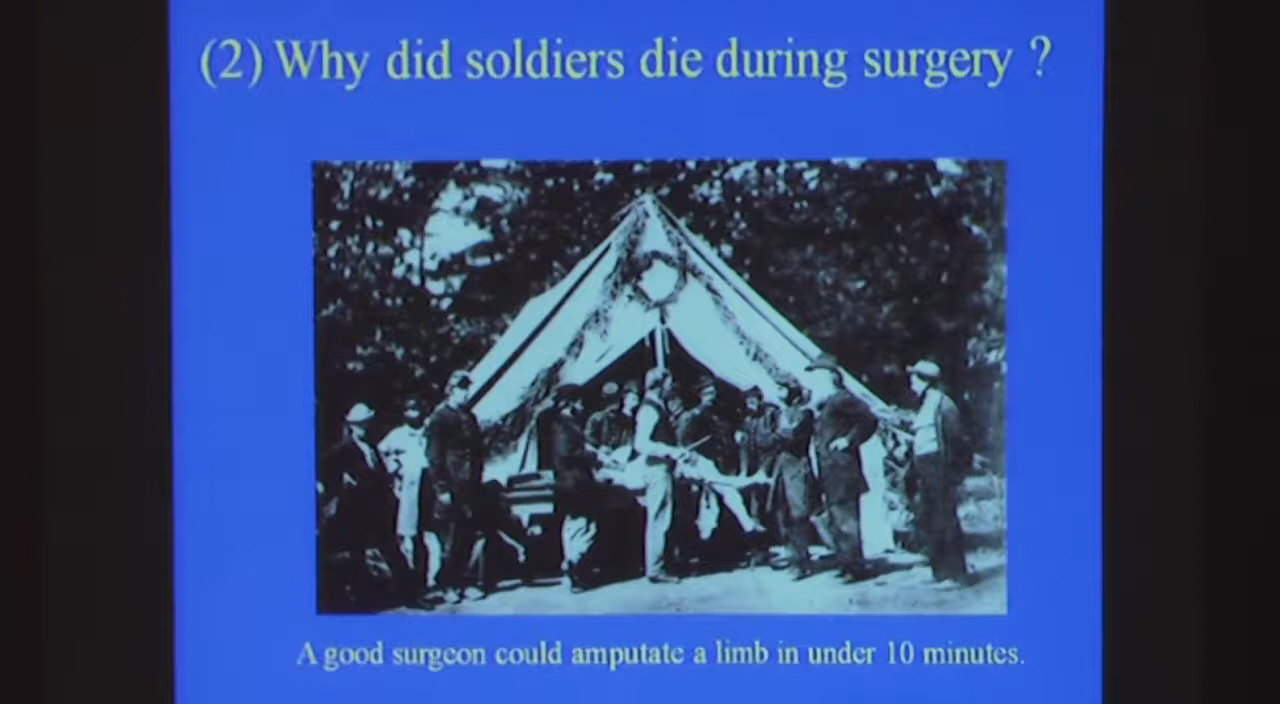 (2) Why did soldiers die during surgery ?
A good surgeon could amputate a limb in under 10 minutes.